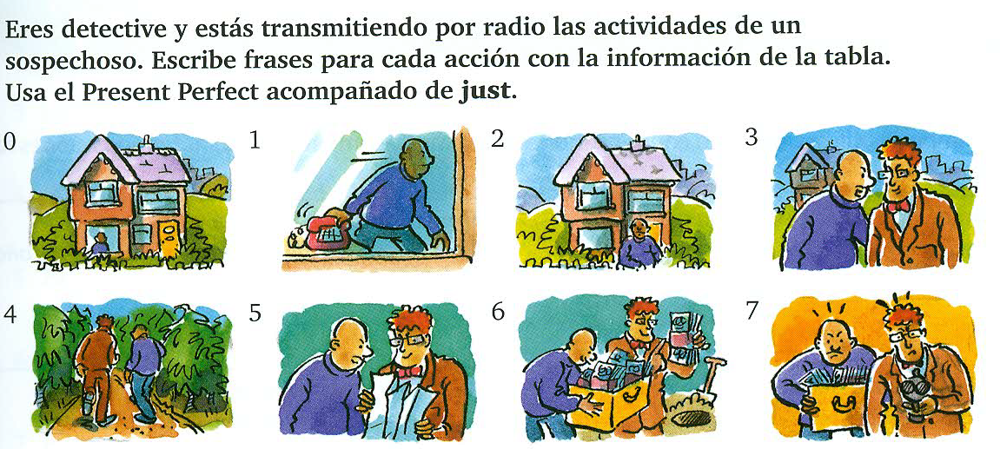 Eres detective y estás transmitiendo por radio las actividades de un
sospechoso. Escribe frases para cada acción con la información de la tabla.
Usa el Present Perfect acompañado de just.
0 1 2 3
4 5 6 7